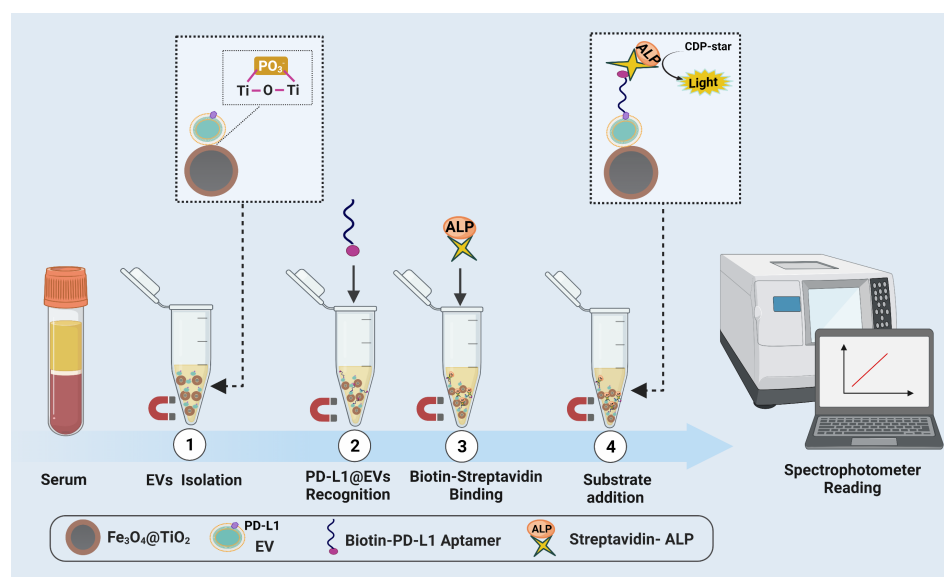 PO₃⁻
Ti – O – Ti
ALP
CDP-star
Light
ALP
1
2
3
4
Serum
EVs Isolation
PD-L1@EVs
Recognition
Biotin-Streptavidin
Binding
Substrate
addition
Spectrophotometer
Reading
Fe₃O₄@TiO₂
PD-L1
EV
Biotin-PD-L1 Aptamer
ALP
Streptavidin- ALP